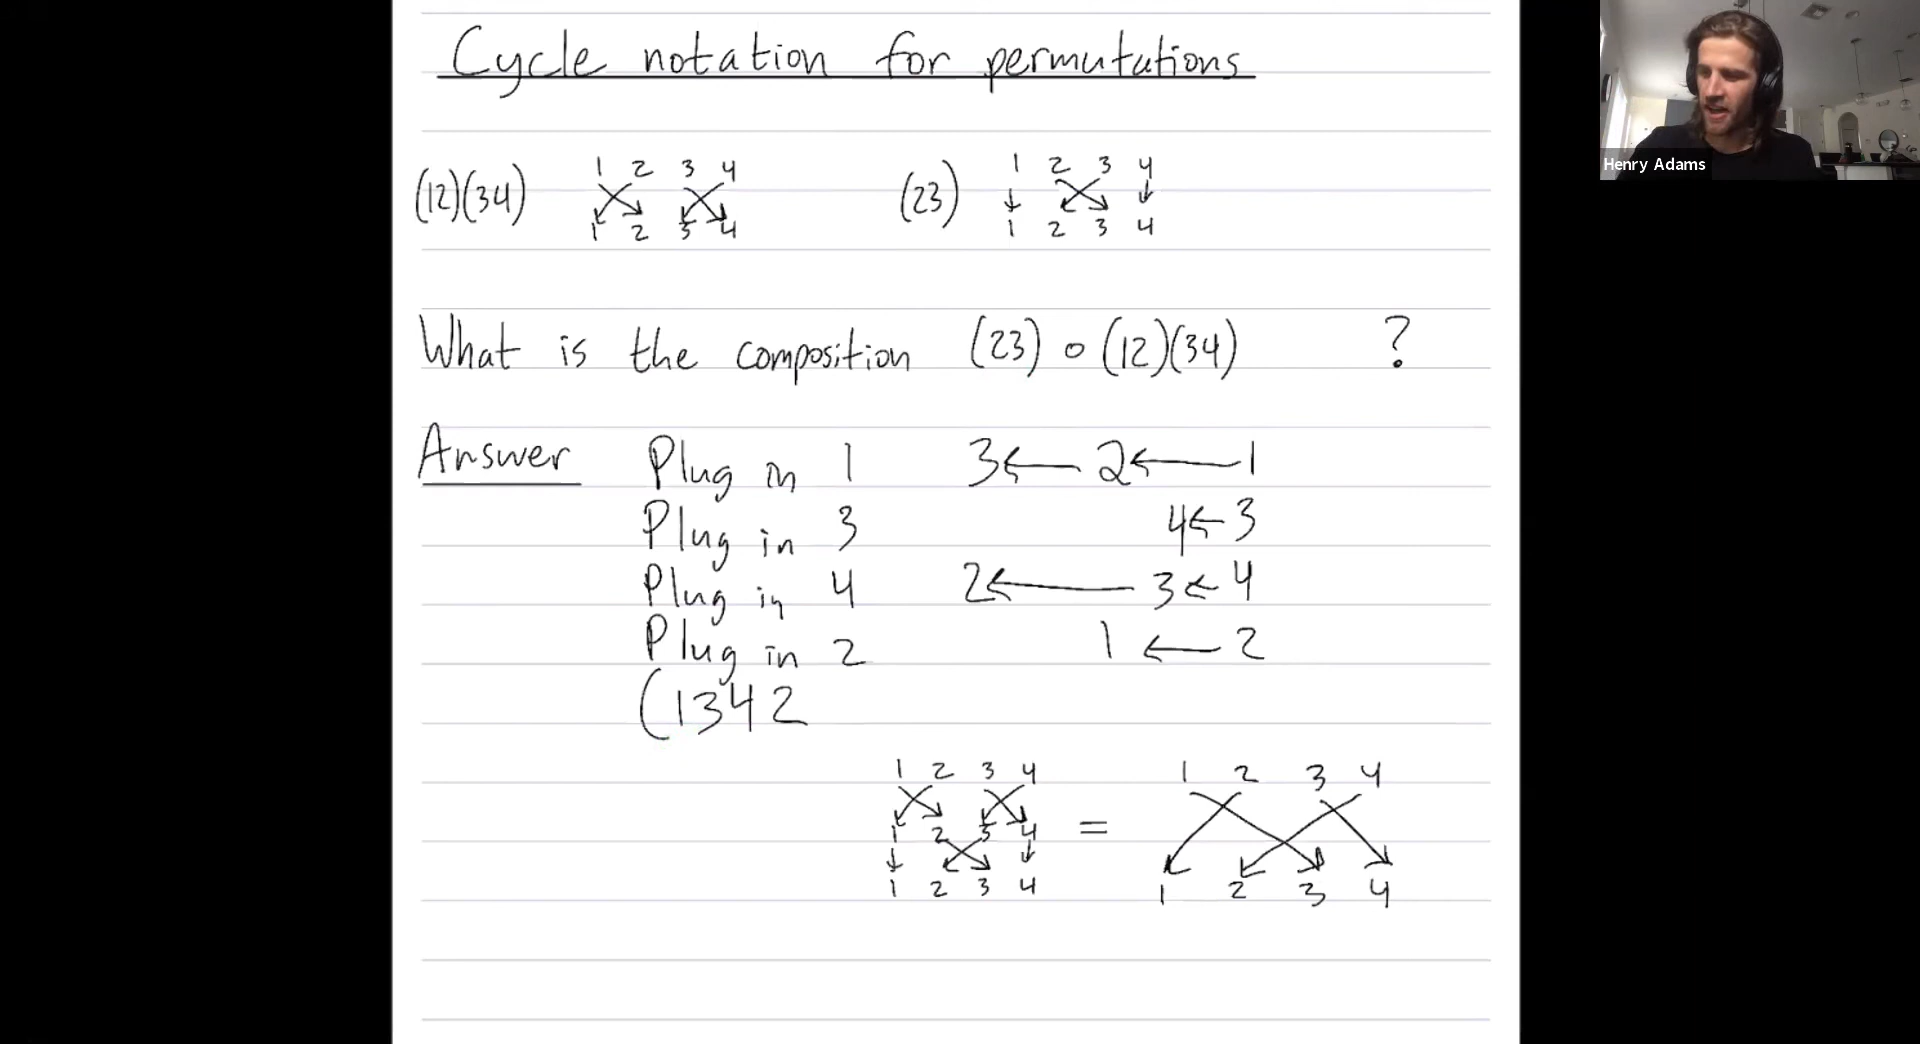 Cycle notation for permutations
Henry Adams
1 2 3 4
(12)(34)
1 2 3 4
1 2 3 4
(23)
1 2 3 4
What is the composition (23) ∘ (12)(34) ?
Answer Plug in 1 3 ← 2 ← 1
Plug in 3 4 ← 3
Plug in 4 2 ← 3 ← 4
Plug in 2 1 ← 2
(1342
1 2 3 4
1 2 3 4
1 2 3 4
=
1 2 3 4
1 2 3 4